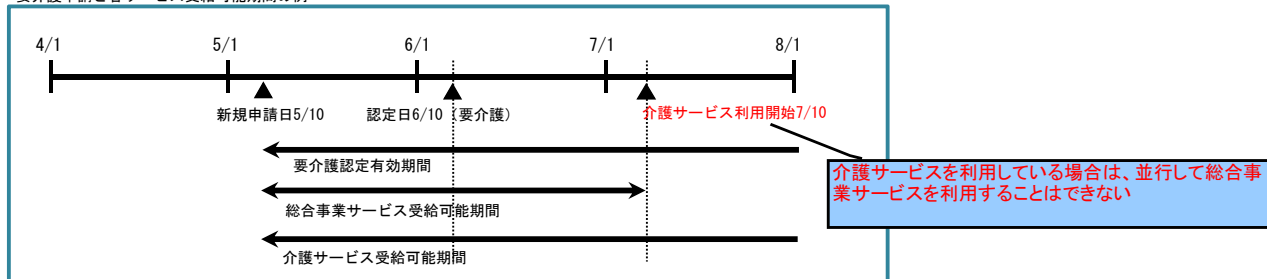 4/1 5/1 6/1 7/1 8/1
新規申請日5/10 認定日6/10（要介護） 介護サービス利用開始7/10
要介護認定有効期間
介護サービスを利用している場合は、並行して総合事
業サービスを利用することはできない
総合事業サービス受給可能期間
介護サービス受給可能期間